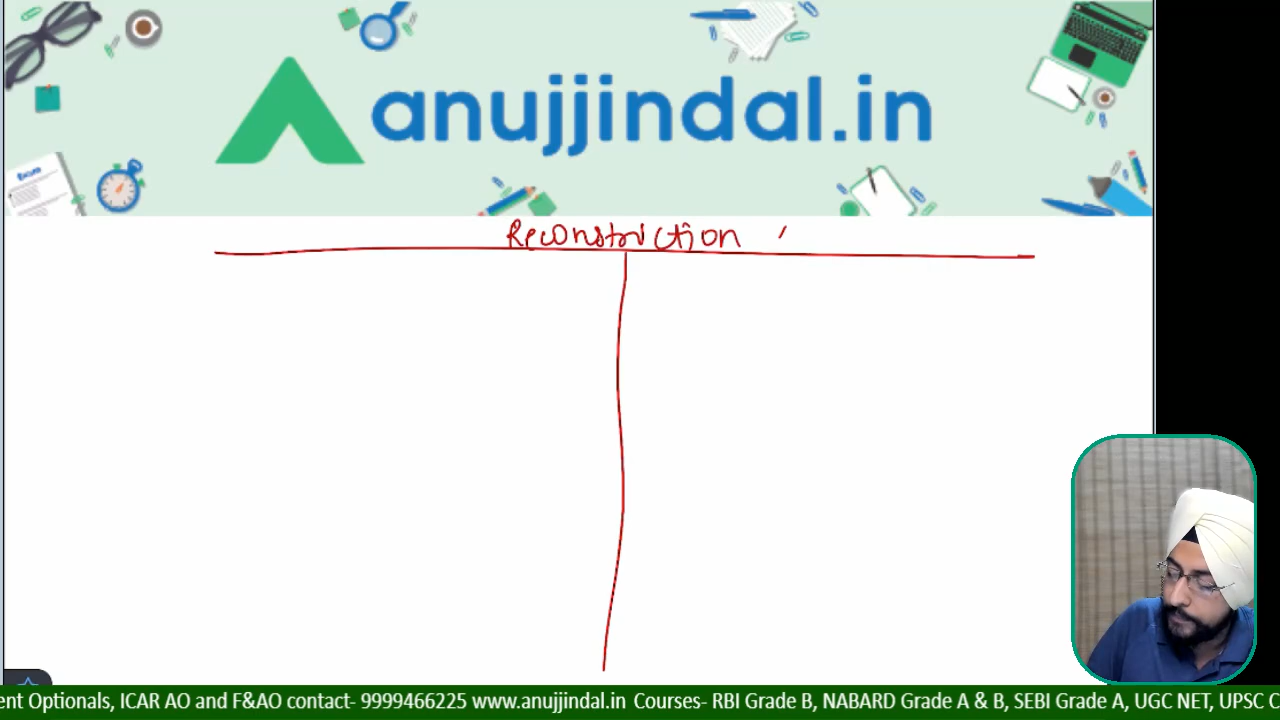 anujjindal.in
Reconstruction
ent Optionals, ICAR AO and F&AO contact- 9999466225 www.anujjindal.in Courses- RBI Grade B, NABARD Grade A & B, SEBI Grade A, UGC NET, UPSC C